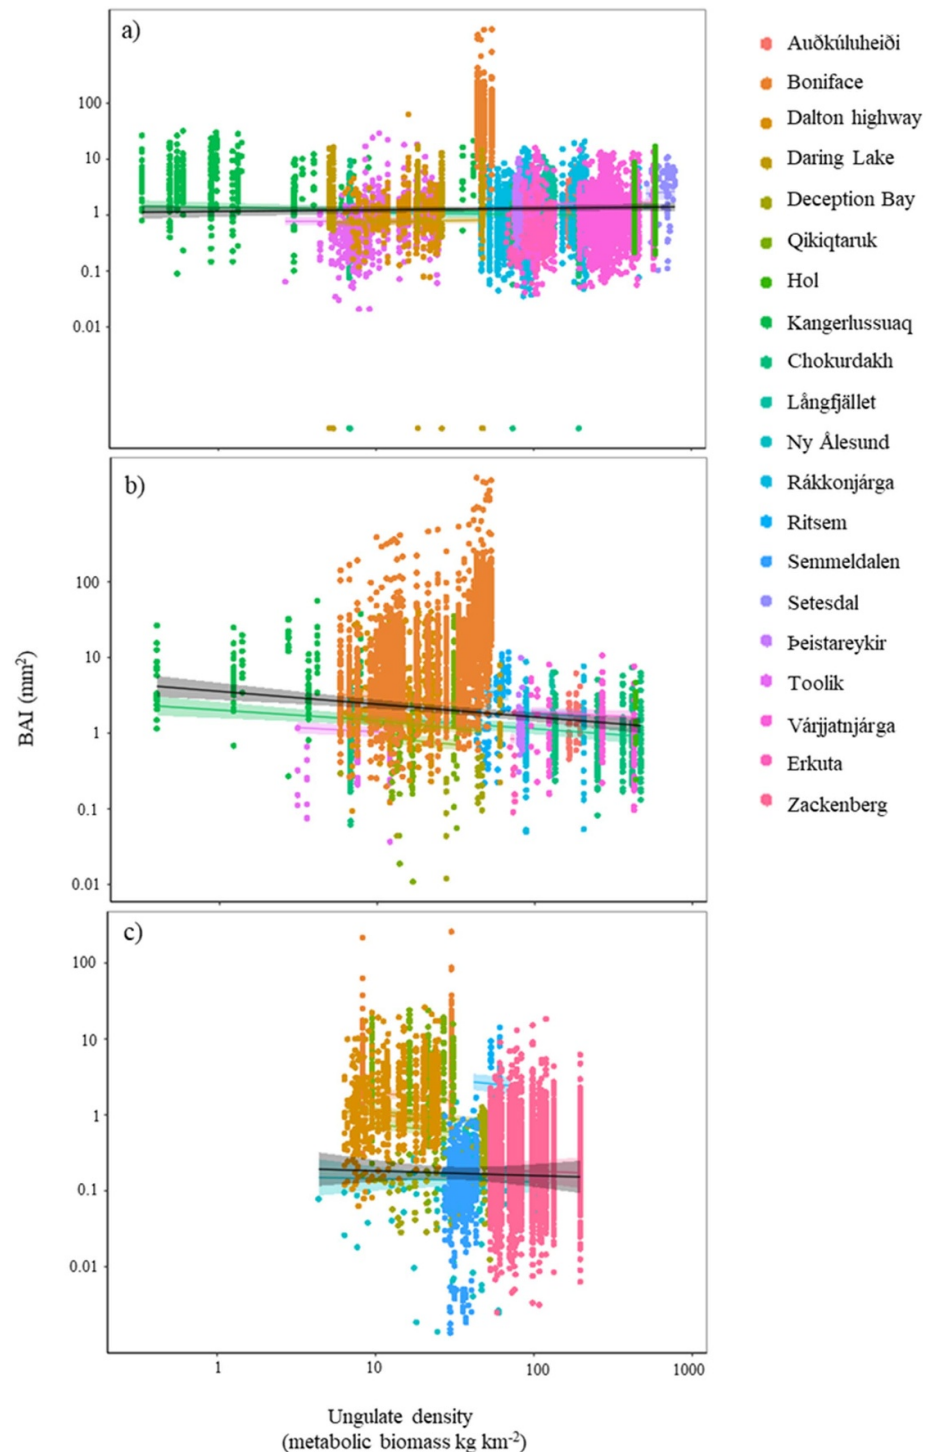 a)
100
10
1
0.1
0.01
b)
100
10
1
0.1
0.01
c)
100
10
1
0.1
0.01
1 10 100 1000
BAI (mm²)
Ungulate density
(metabolic biomass kg km⁻²)
Auðkúluheiði
Boniface
Dalton highway
Daring Lake
Deception Bay
Qikiqtaruk
Hol
Kangerlussuaq
Chokurdakh
Långfjället
Ny Ålesund
Rákkonjárga
Ritsem
Semmeldalen
Setesdal
Þeistareykir
Toolik
Várjjatnjárga
Erkuta
Zackenberg